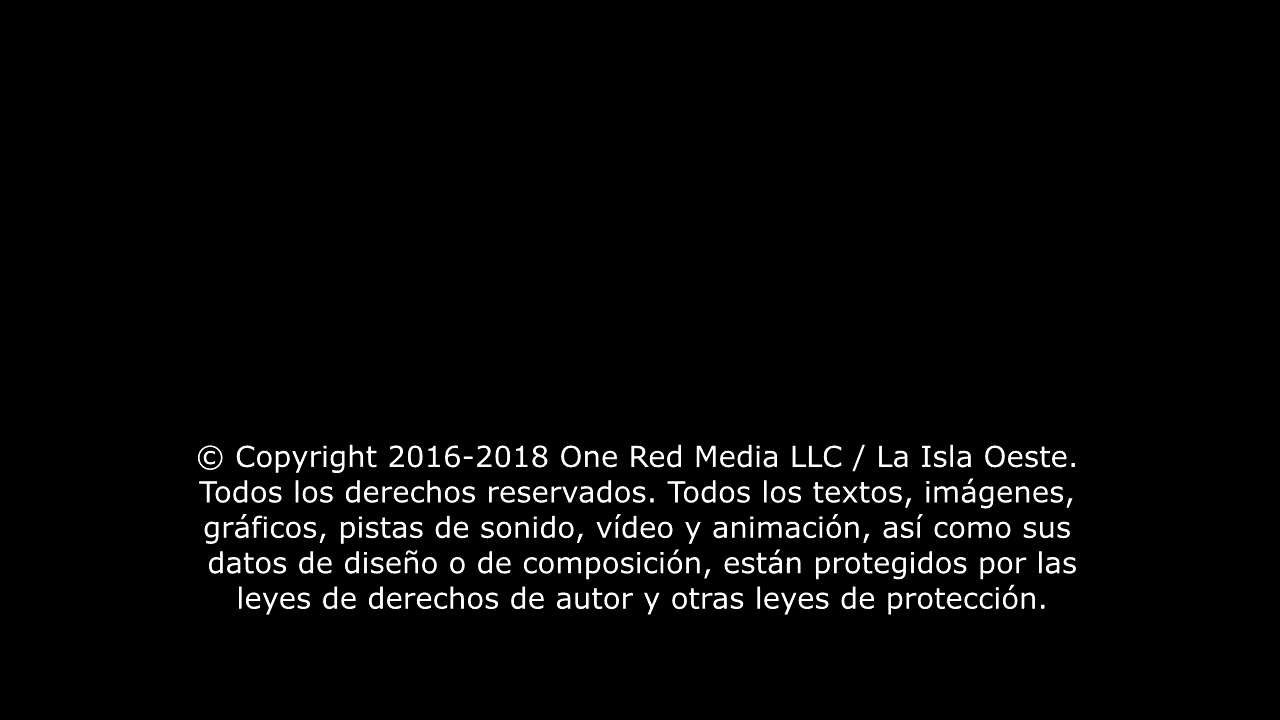 © Copyright 2016-2018 One Red Media LLC / La Isla Oeste.
Todos los derechos reservados. Todos los textos, imágenes,
gráficos, pistas de sonido, vídeo y animación, así como sus
datos de diseño o de composición, están protegidos por las
leyes de derechos de autor y otras leyes de protección.